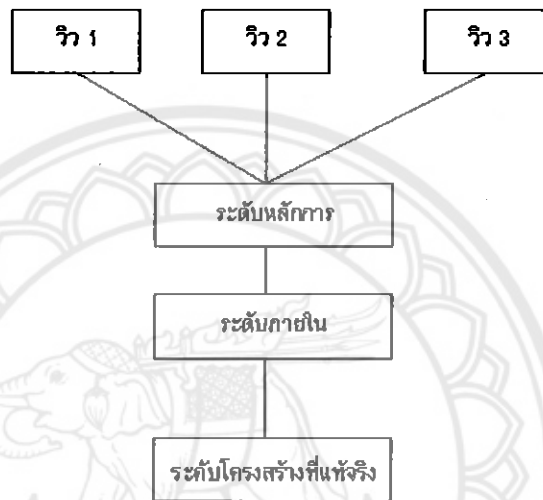 วิว 1 วิว 2 วิว 3
ระดับหลักการ
ระดับภายใน
ระดับโครงสร้างที่แท้จริง